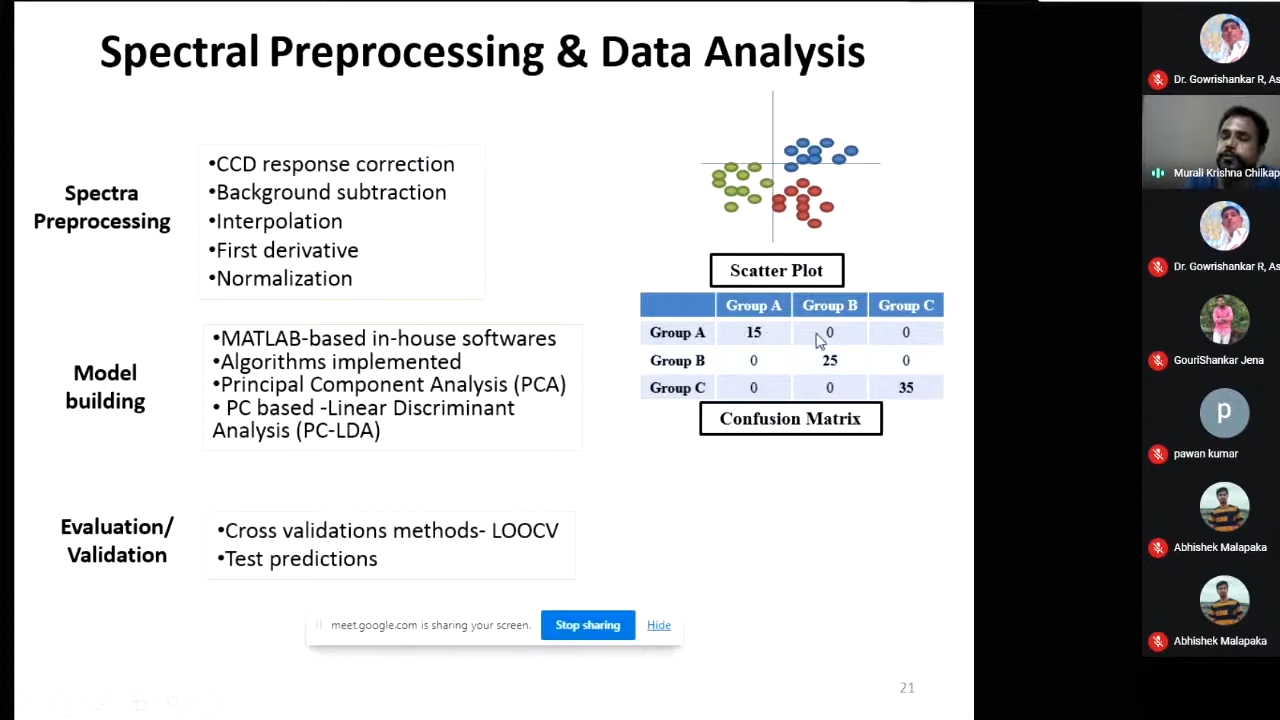 Spectral Preprocessing & Data Analysis
Spectra
Preprocessing
•CCD response correction
•Background subtraction
•Interpolation
•First derivative
•Normalization
Model
building
•MATLAB-based in-house softwares
•Algorithms implemented
•Principal Component Analysis (PCA)
• PC based -Linear Discriminant
Analysis (PC-LDA)
Evaluation/
Validation
•Cross validations methods- LOOCV
•Test predictions
Scatter Plot
Group A Group B Group C
Group A 15 0 0
Group B 0 25 0
Group C 0 0 35
Confusion Matrix
meet.google.com is sharing your screen. Stop sharing Hide
21
Dr. Gowrishankar R, As
Murali Krishna Chilkap
Dr. Gowrishankar R, As
GouriShankar Jena
p
pawan kumar
Abhishek Malapaka
Abhishek Malapaka